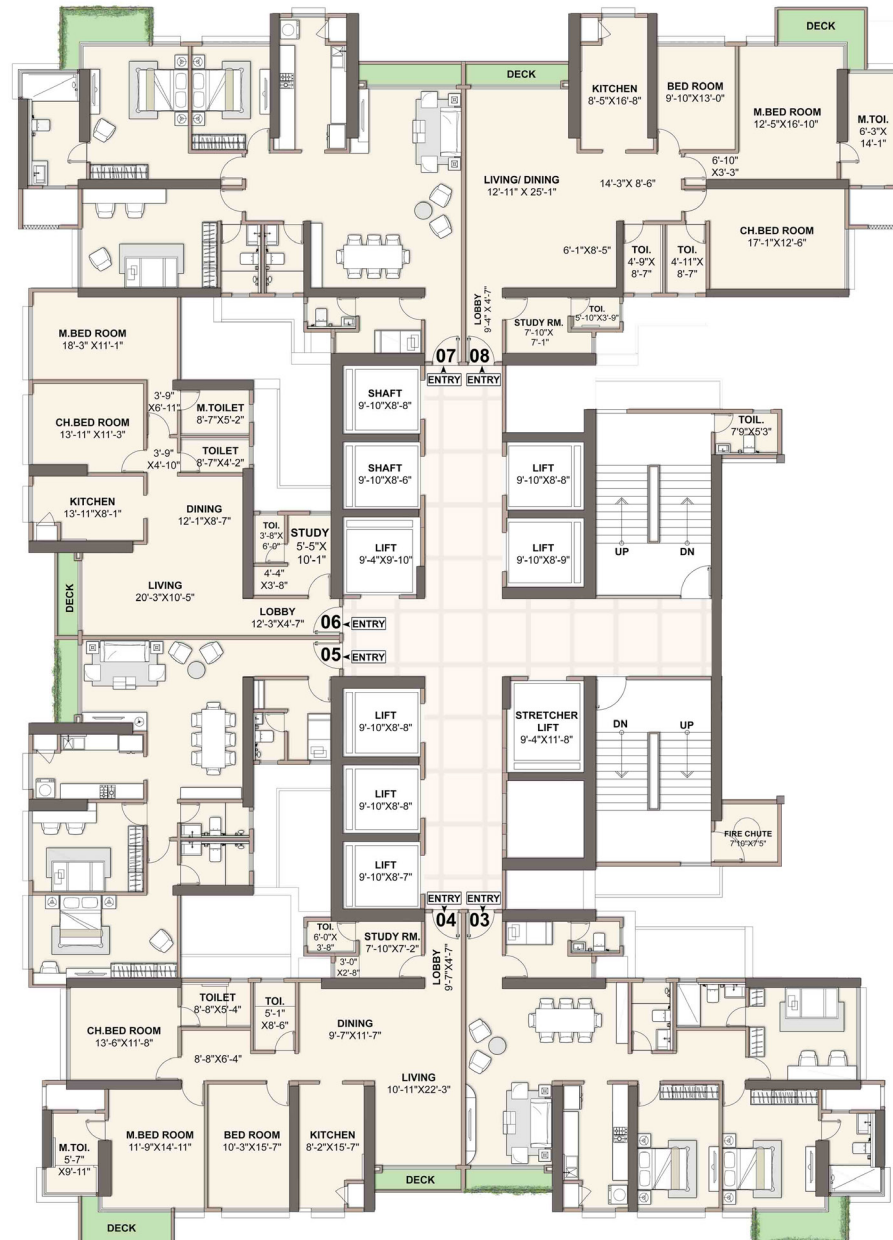 DECK
DECK
KITCHEN
8'-5"X16'-8"
BED ROOM
9'-10"X13'-0"
M.BED ROOM
12'-5"X16'-10"
M.TOI.
6'-3"X
14'-1"
LIVING/ DINING
12'-11" X 25'-1"
14'-3"X 8'-6"
6'-10"
X3'-3"
CH.BED ROOM
17'-1"X12'-6"
6'-1"X8'-5"
TOI.
4'-9"X
8'-7"
TOI.
4'-11"X
8'-7"
LOBBY
9'-4" X 4'-7"
STUDY RM.
7'-10"X
7'-1"
TOI.
5'-10"X3'-9"
07
08
ENTRY
ENTRY
M.BED ROOM
18'-3" X11'-1"
CH.BED ROOM
13'-11" X11'-3"
3'-9"
X6'-11"
M.TOILET
8'-7"X5'-2"
3'-9"
X4'-10"
TOILET
8'-7"X4'-2"
KITCHEN
13'-11"X8'-1"
DINING
12'-1"X8'-7"
TOI.
3'-8"X
6'-0"
STUDY
5'-5"X
10'-1"
4'-4"
X3'-8"
LIVING
20'-3"X10'-5"
DECK
LOBBY
12'-3"X4'-7"
06
ENTRY
05
ENTRY
SHAFT
9'-10"X8'-8"
SHAFT
9'-10"X8'-6"
LIFT
9'-4"X9'-10"
LIFT
9'-10"X8'-8"
LIFT
9'-10"X8'-9"
TOIL.
7'9"X5'3"
UP
DN
LIFT
9'-10"X8'-8"
LIFT
9'-10"X8'-8"
LIFT
9'-10"X8'-7"
STRETCHER
LIFT
9'-4"X11'-8"
DN
UP
FIRE CHUTE
7'10"X7'5"
ENTRY
ENTRY
04
03
TOI.
6'-0"X
3'-8"
STUDY RM.
7'-10"X7'-2"
3'-0"
X2'-8"
LOBBY
9'-7"X4'-7"
CH.BED ROOM
13'-6"X11'-8"
TOILET
8'-8"X5'-4"
TOI.
5'-1"
X8'-6"
DINING
9'-7"X11'-7"
8'-8"X6'-4"
LIVING
10'-11"X22'-3"
M.TOI.
5'-7"
X9'-11"
M.BED ROOM
11'-9"X14'-11"
BED ROOM
10'-3"X15'-7"
KITCHEN
8'-2"X15'-7"
DECK
DECK